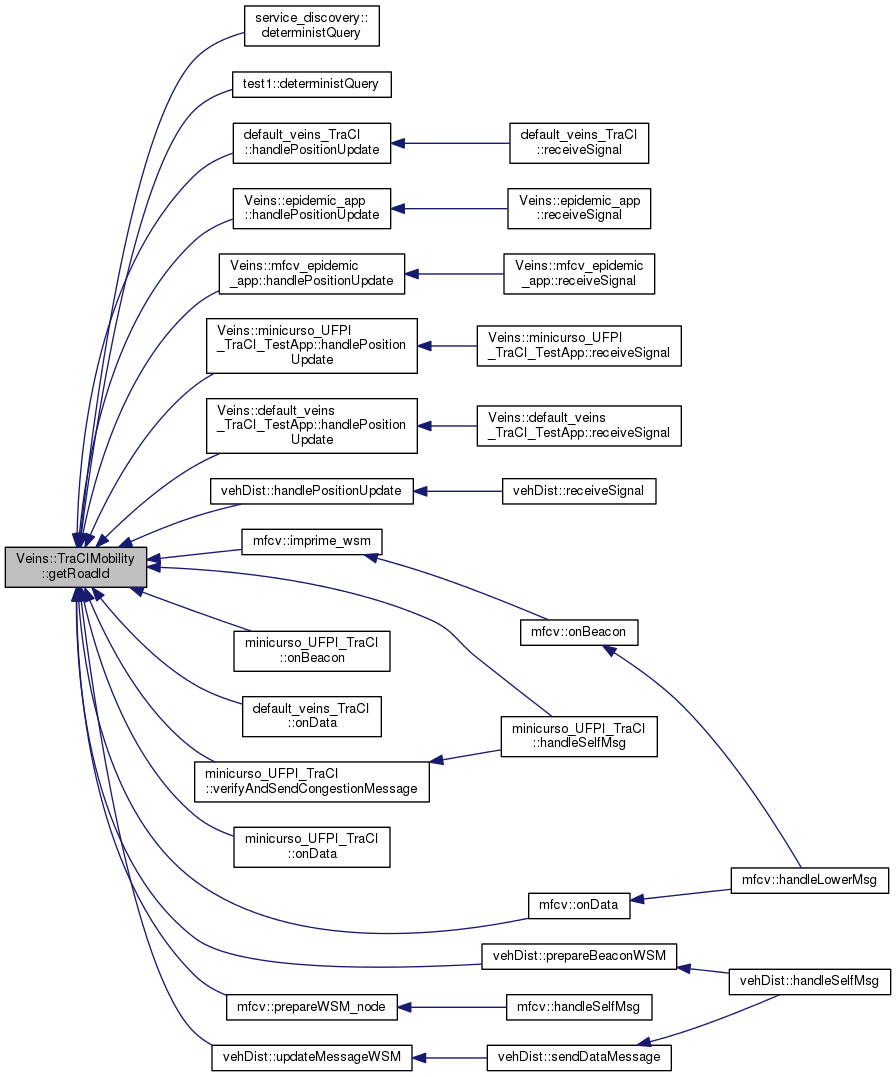 service_discovery::
deterministQuery
test1::deterministQuery
default_veins_TraCI
::handlePositionUpdate
default_veins_TraCI
::receiveSignal
Veins::epidemic_app
::handlePositionUpdate
Veins::epidemic_app
::receiveSignal
Veins::mfcv_epidemic
_app::handlePositionUpdate
Veins::mfcv_epidemic
_app::receiveSignal
Veins::minicurso_UFPI
_TraCI_TestApp::handlePosition
Update
Veins::minicurso_UFPI
_TraCI_TestApp::receiveSignal
Veins::default_veins
_TraCI_TestApp::handlePosition
Update
Veins::default_veins
_TraCI_TestApp::receiveSignal
vehDist::handlePositionUpdate
vehDist::receiveSignal
Veins::TraCIMobility
::getRoadId
mfcv::imprime_wsm
mfcv::onBeacon
minicurso_UFPI_TraCI
::onBeacon
default_veins_TraCI
::onData
minicurso_UFPI_TraCI
::handleSelfMsg
minicurso_UFPI_TraCI
::verifyAndSendCongestionMessage
minicurso_UFPI_TraCI
::onData
mfcv::handleLowerMsg
mfcv::onData
vehDist::prepareBeaconWSM
vehDist::handleSelfMsg
mfcv::prepareWSM_node
mfcv::handleSelfMsg
vehDist::updateMessageWSM
vehDist::sendDataMessage